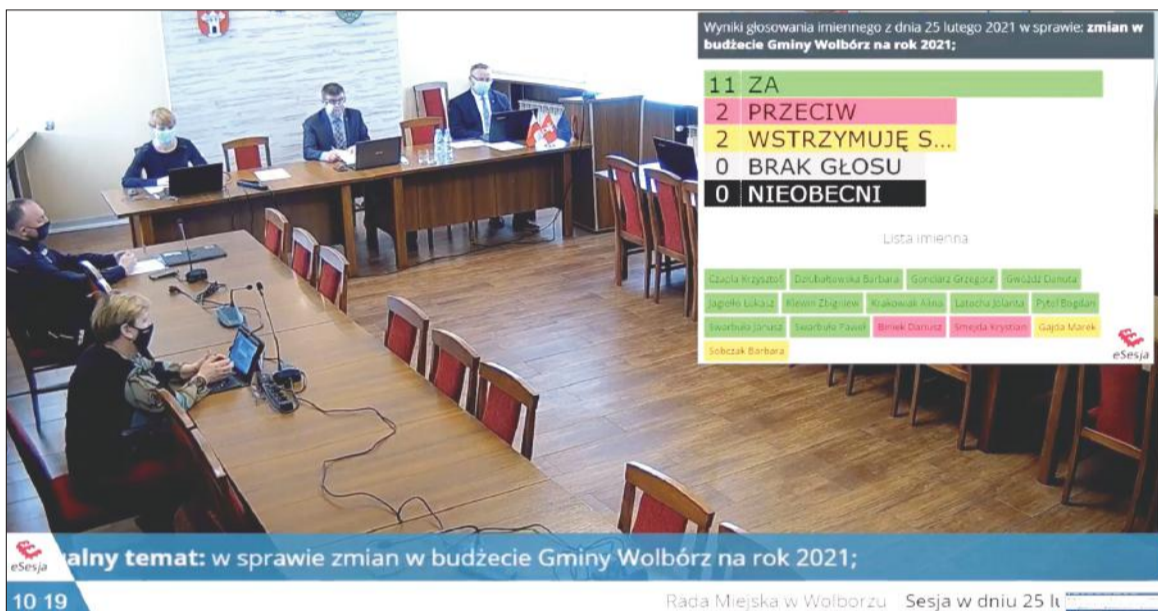 Wyniki głosowania imiennego z dnia 25 lutego 2021 w sprawie: zmian w
budżecie Gminy Wolbórz na rok 2021;
11 ZA
2 PRZECIW
2 WSTRZYMUJĘ S...
0 BRAK GŁOSU
0 NIEOBECNI
Lista imienna
Czapla Krzysztof Dziubałtowska Barbara Gonciarz Grzegorz Gwóźdź Danuta
Jagiełło Łukasz Klewin Zbigniew Krakowiak Alina Latocha Jolanta Pytel Bogdan
Swarbuła Janusz Swarbuła Paweł Biniek Dariusz Smejda Krystian Gajda Marek
Sobczak Barbara
eSesja
eSesja
alny temat: w sprawie zmian w budżecie Gminy Wolbórz na rok 2021;
10 19
Rada Miejska w Wolborzu Sesja w dniu 25 lu